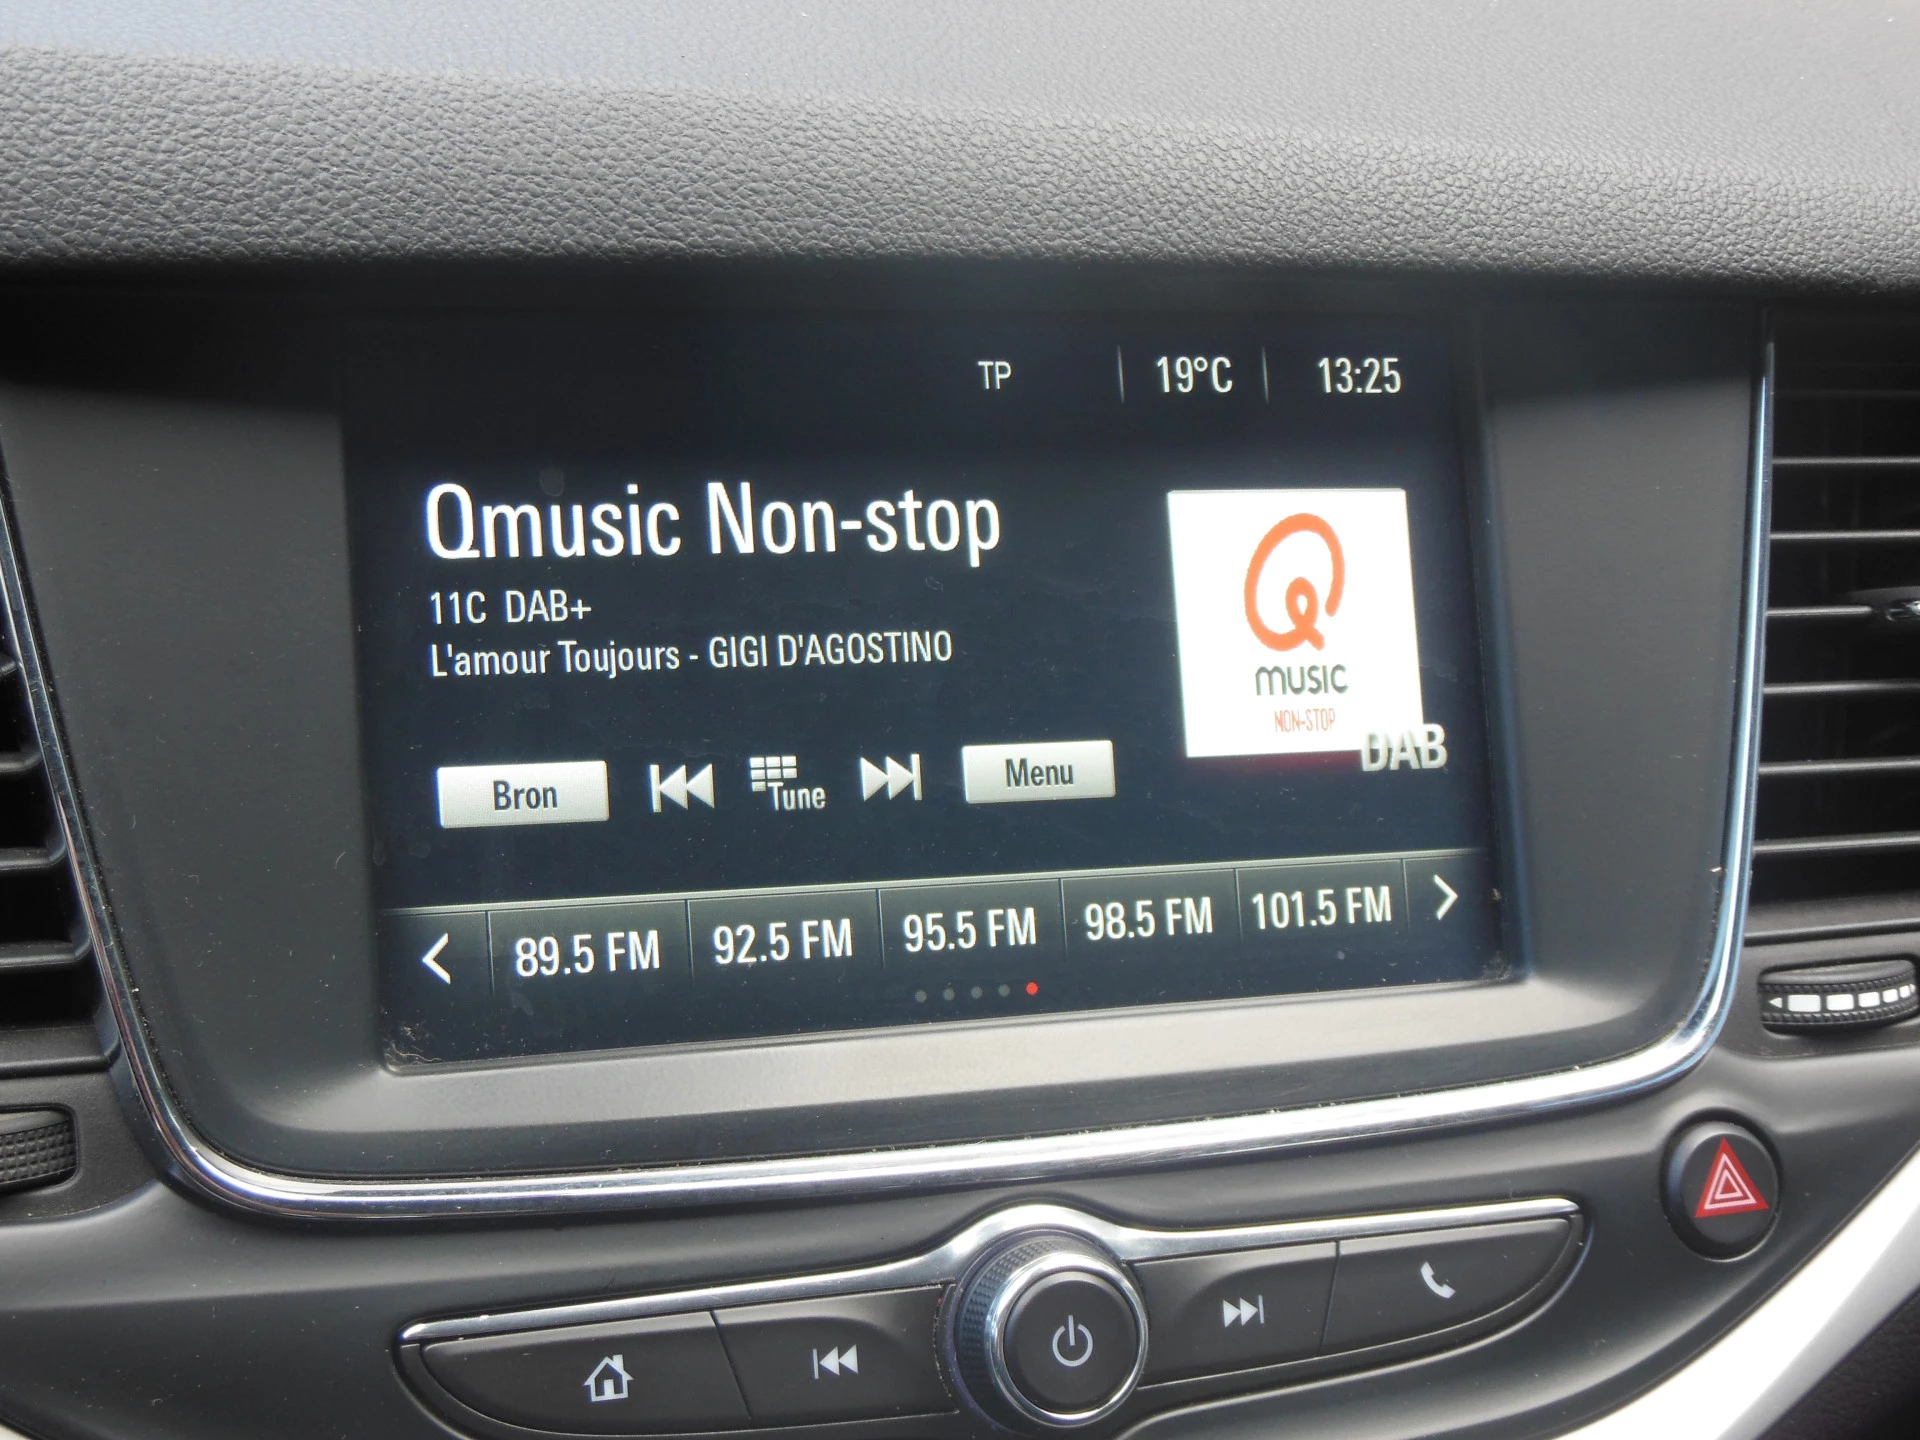 TP 19°C 13:25
Qmusic Non-stop
11C DAB+
L'amour Toujours - GIGI D'AGOSTINO
Q
MUSIC
NON-STOP
DAB
Bron Tune Menu
89.5 FM 92.5 FM 95.5 FM 98.5 FM 101.5 FM